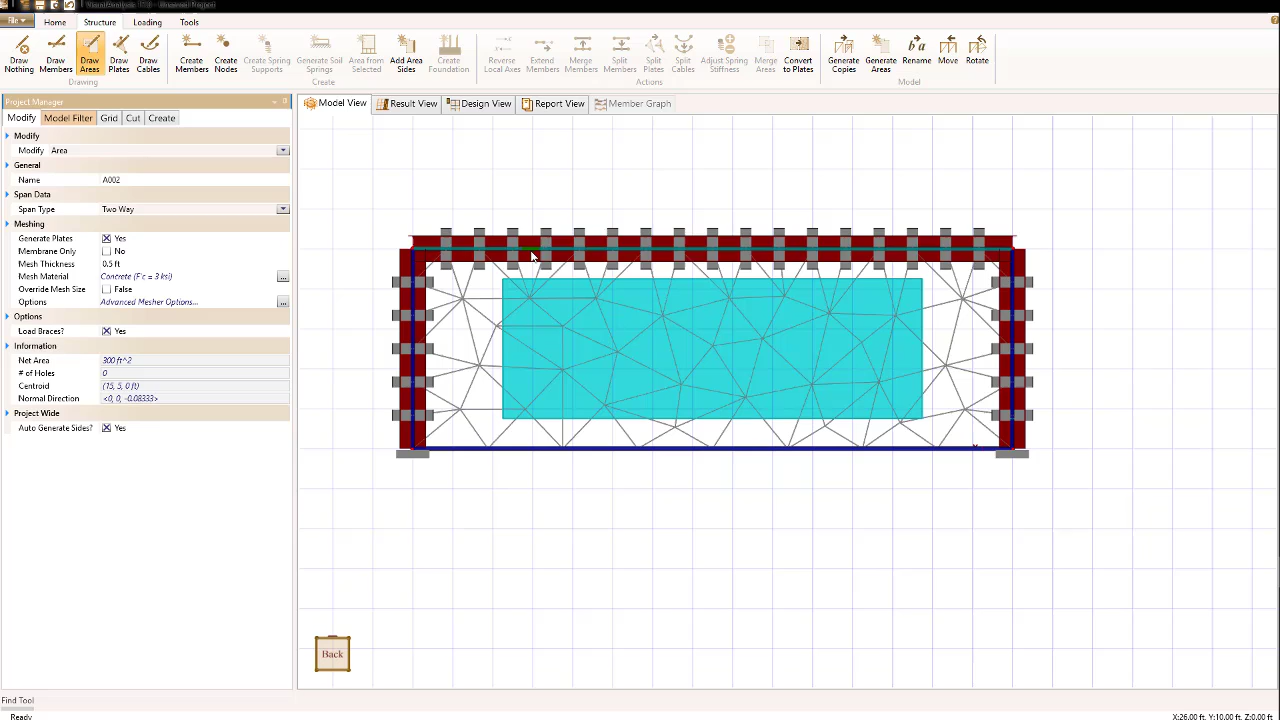 File
Home
Structure
Loading
Tools
Draw Nothing
Draw Members
Draw Areas
Draw Plates
Draw Cables
Drawing
Create Members
Create Nodes
Create Spring Supports
Generate Soil Springs
Area from Selected
Add Area Sides
Create Foundation
Create
Reverse Local Axes
Extend Members
Merge Members
Split Members
Split Plates
Split Cables
Adjust Spring Stiffness
Merge Areas
Convert to Plates
Actions
Generate Copies
Generate Areas
Rename
Move
Rotate
Model
Project Manager
Modify
Model Filter
Grid
Cut
Create
Modify
Modify Area
General
Name A002
Span Data
Span Type Two Way
Meshing
Generate Plates Yes
Membrane Only No
Mesh Thickness 0.5 ft
Mesh Material Concrete (F'c = 3 ksi) ...
Override Mesh Size False
Options Advanced Mesher Options... ...
Options
Load Braces? Yes
Information
Net Area 300 ft^2
# of Holes 0
Centroid (15, 5, 0 ft)
Normal Direction <0, 0, -0.08333>
Project Wide
Auto Generate Sides? Yes
Model View
Result View
Design View
Report View
Member Graph
Back
Find Tool
Ready
X:26.00 ft. Y:10.00 ft. Z:0.00 ft.